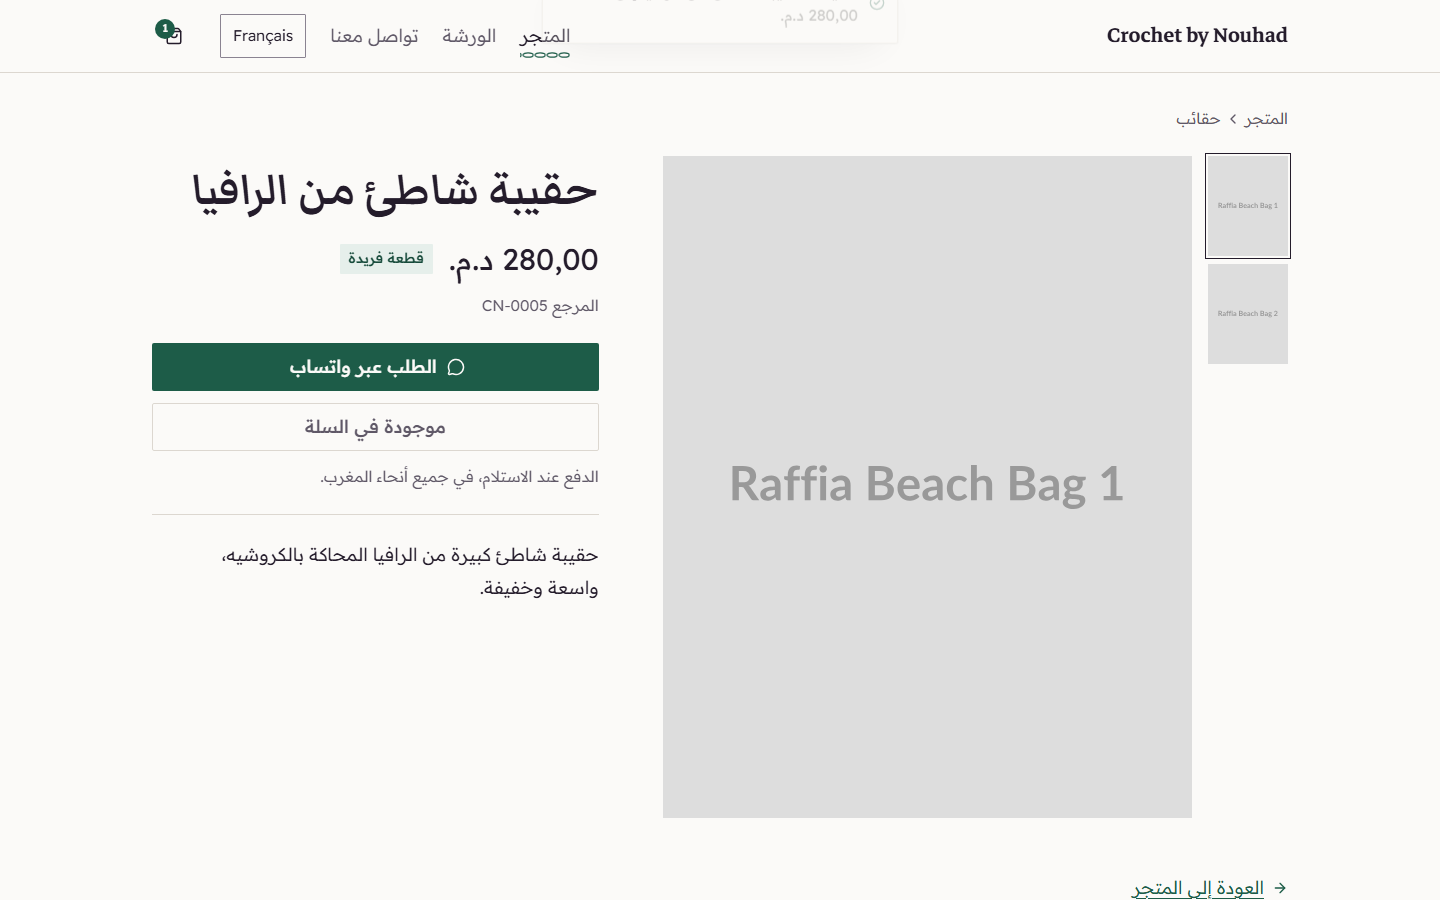 Crochet by Nouhad
المتجر
الورشة
تواصل معنا
Français
1
280,00 د.م.
المتجر
حقائب
Raffia Beach Bag 1
Raffia Beach Bag 2
Raffia Beach Bag 1
حقيبة شاطئ من الرافيا
280,00 د.م.
قطعة فريدة
المرجع CN-0005
الطلب عبر واتساب
موجودة في السلة
الدفع عند الاستلام، في جميع أنحاء المغرب.
حقيبة شاطئ كبيرة من الرافيا المحاكة بالكروشيه،
واسعة وخفيفة.
العودة إلى المتجر